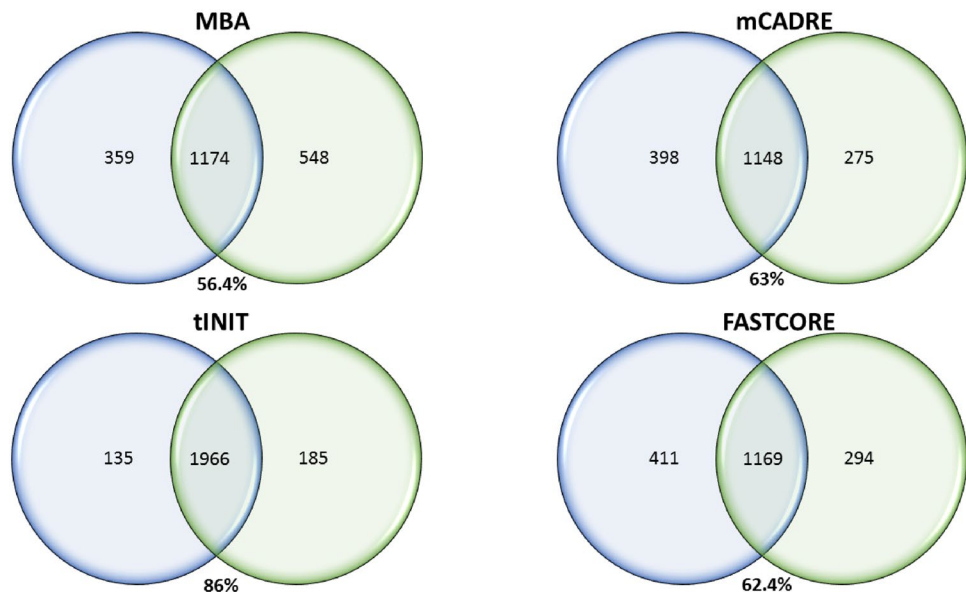 MBA
359 1174 548
56.4%
mCADRE
398 1148 275
63%
tINIT
135 1966 185
86%
FASTCORE
411 1169 294
62.4%